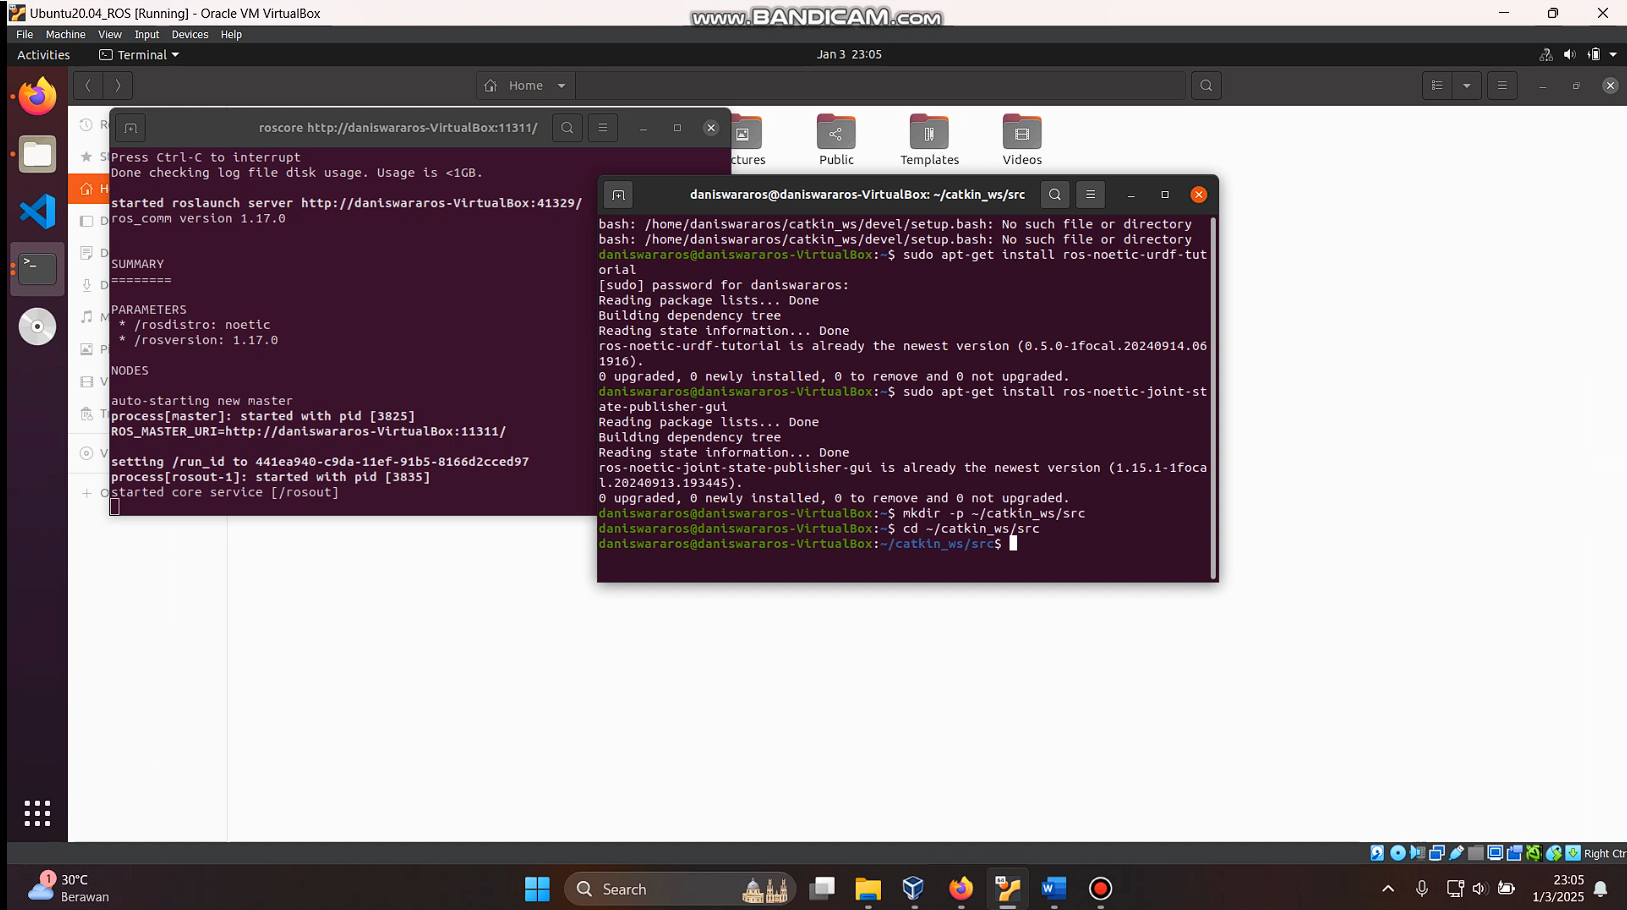 Ubuntu20.04_ROS [Running] - Oracle VM VirtualBox
www.BANDICAM.com
File Machine View Input Devices Help
Activities
Terminal
Jan 3 23:05
Home
roscore http://daniswararos-VirtualBox:11311/
Press Ctrl-C to interrupt
Done checking log file disk usage. Usage is <1GB.
started roslaunch server http://daniswararos-VirtualBox:41329/
ros_comm version 1.17.0
SUMMARY
========
PARAMETERS
* /rosdistro: noetic
* /rosversion: 1.17.0
NODES
auto-starting new master
process[master]: started with pid [3825]
ROS_MASTER_URI=http://daniswararos-VirtualBox:11311/
setting /run_id to 441ea940-c9da-11ef-91b5-8166d2cced97
process[rosout-1]: started with pid [3835]
started core service [/rosout]
ctures
Public
Templates
Videos
daniswararos@daniswararos-VirtualBox: ~/catkin_ws/src
bash: /home/daniswararos/catkin_ws/devel/setup.bash: No such file or directory
bash: /home/daniswararos/catkin_ws/devel/setup.bash: No such file or directory
daniswararos@daniswararos-VirtualBox:~$ sudo apt-get install ros-noetic-urdf-tut
orial
[sudo] password for daniswararos:
Reading package lists... Done
Building dependency tree
Reading state information... Done
ros-noetic-urdf-tutorial is already the newest version (0.5.0-1focal.20240914.06
1916).
0 upgraded, 0 newly installed, 0 to remove and 0 not upgraded.
daniswararos@daniswararos-VirtualBox:~$ sudo apt-get install ros-noetic-joint-st
ate-publisher-gui
Reading package lists... Done
Building dependency tree
Reading state information... Done
ros-noetic-joint-state-publisher-gui is already the newest version (1.15.1-1foca
l.20240913.193445).
0 upgraded, 0 newly installed, 0 to remove and 0 not upgraded.
daniswararos@daniswararos-VirtualBox:~$ mkdir -p ~/catkin_ws/src
daniswararos@daniswararos-VirtualBox:~$ cd ~/catkin_ws/src
daniswararos@daniswararos-VirtualBox:~/catkin_ws/src$
Right Ctr
1
30°C
Berawan
Search
23:05
1/3/2025